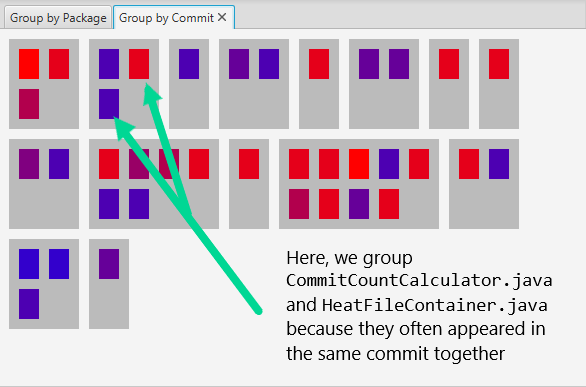 Group by Package
Group by Commit ✕
Here, we group
CommitCountCalculator.java
and HeatFileContainer.java
because they often appeared in
the same commit together